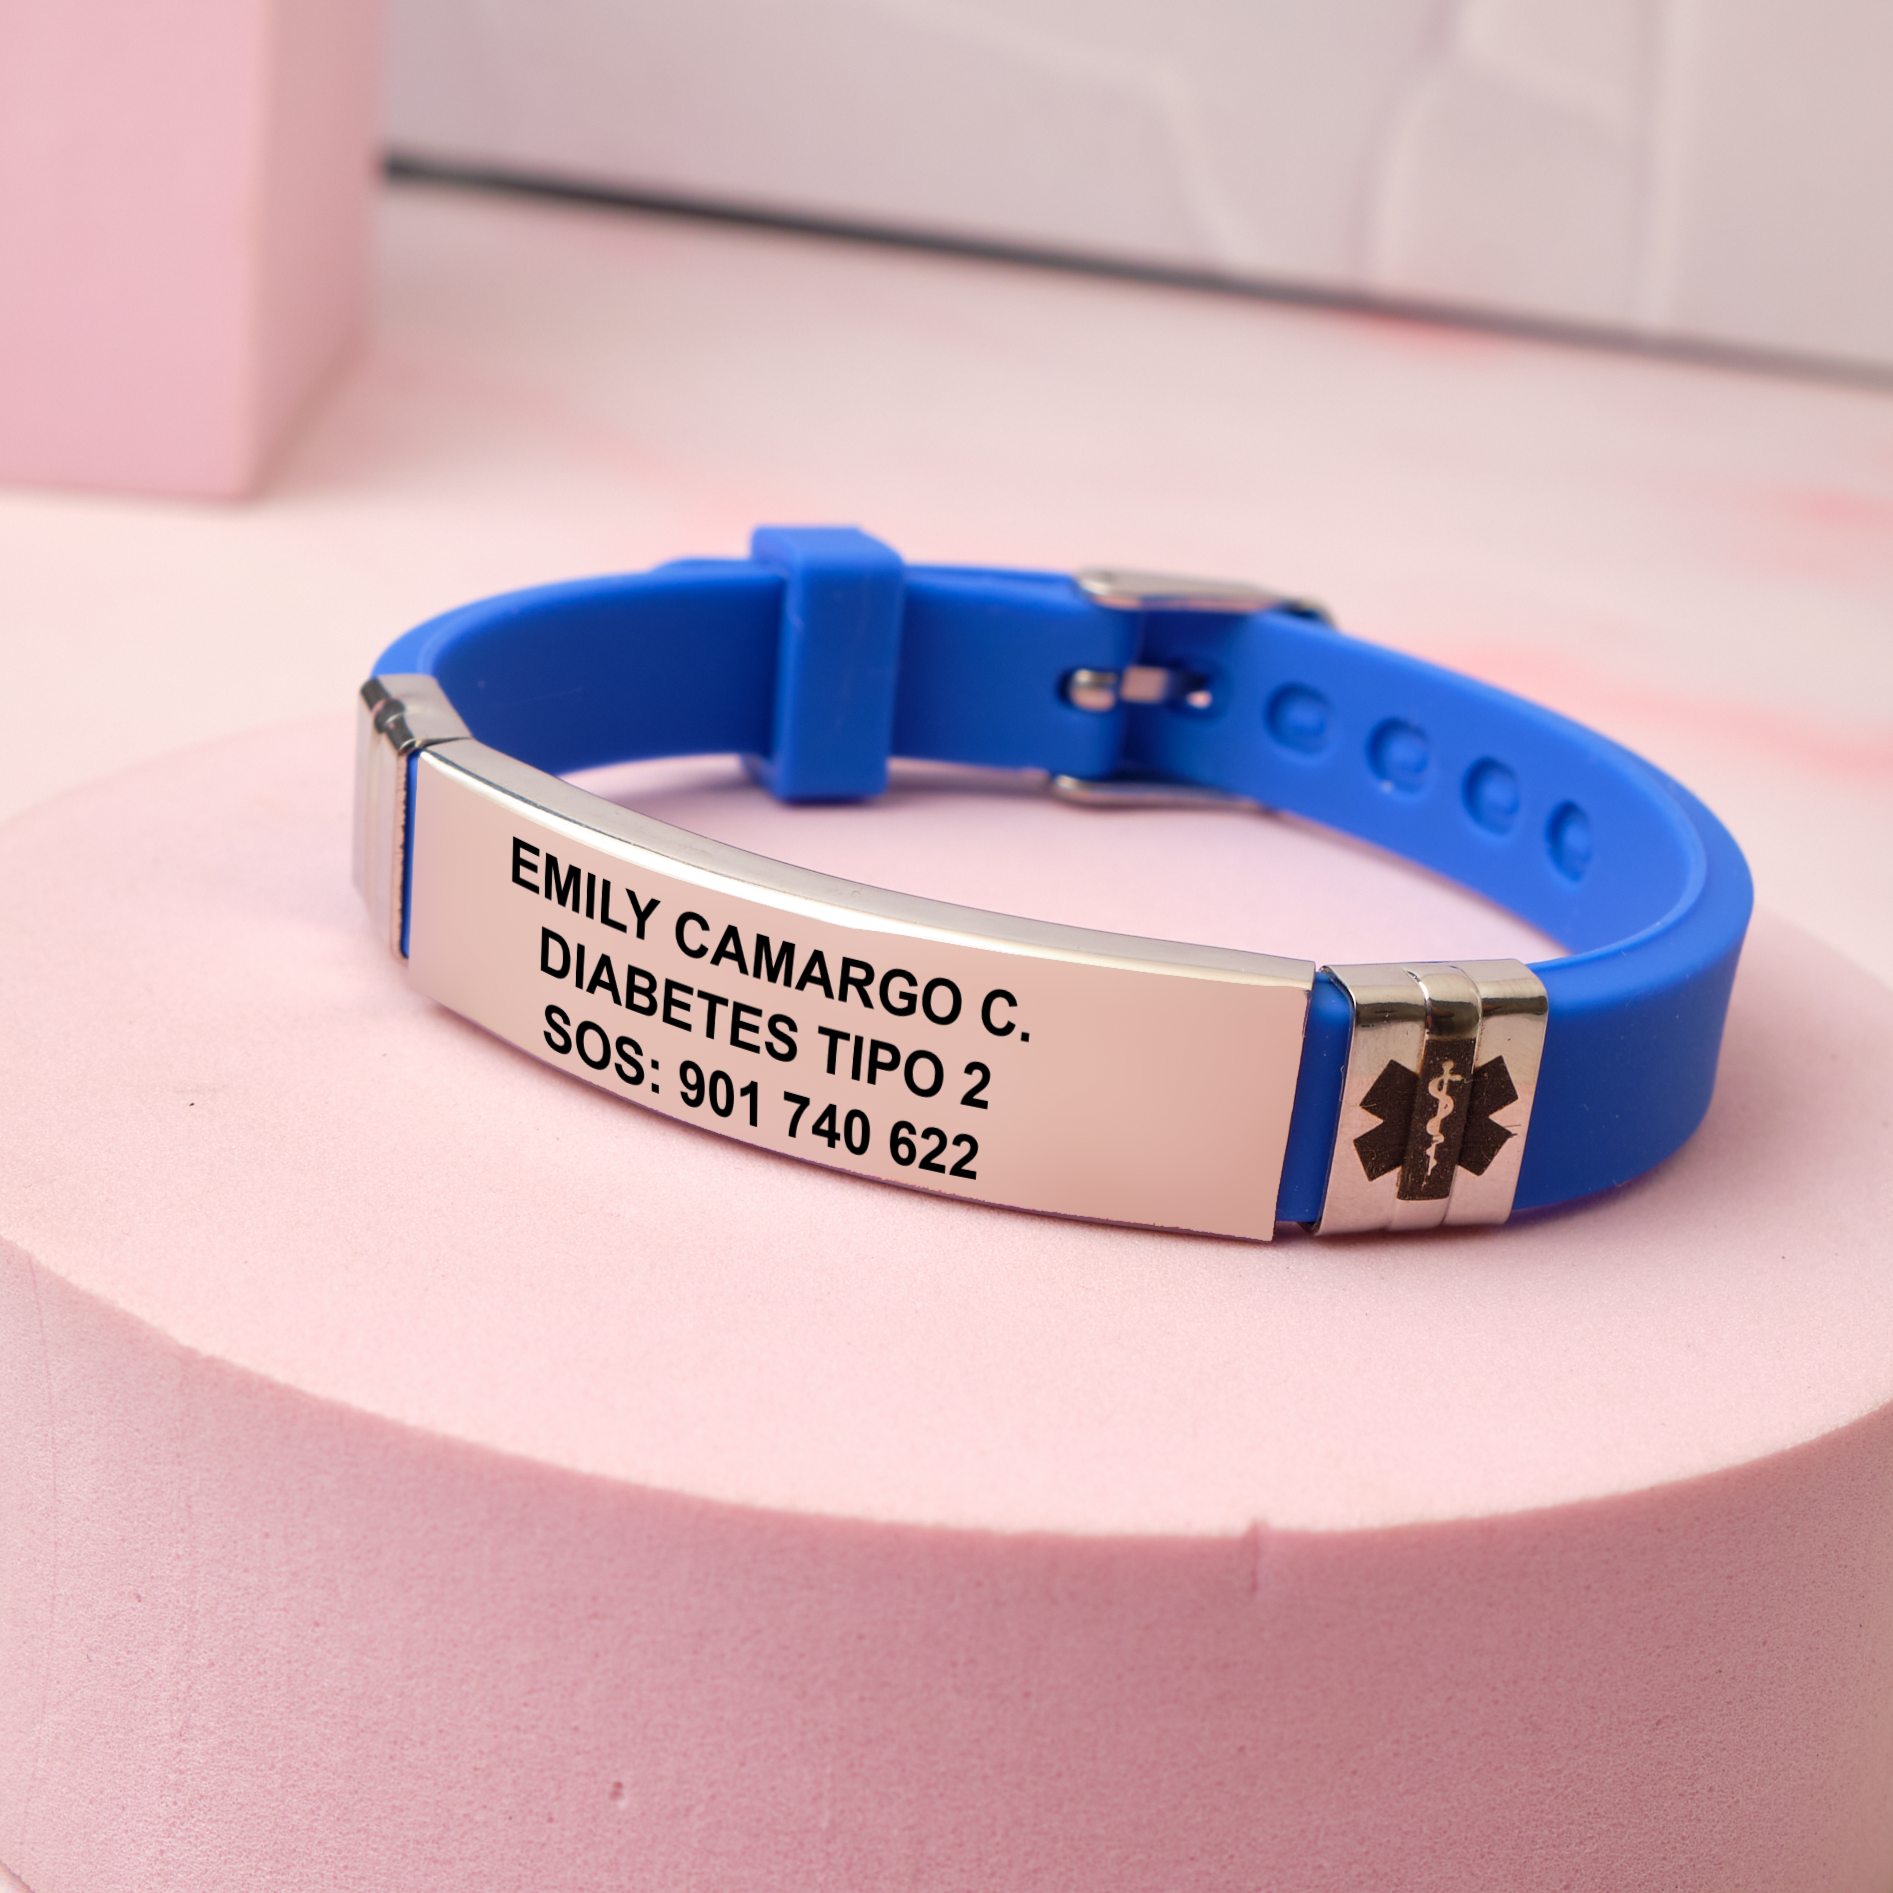 EMILY CAMARGO C.
DIABETES TIPO 2
SOS: 901 740 622